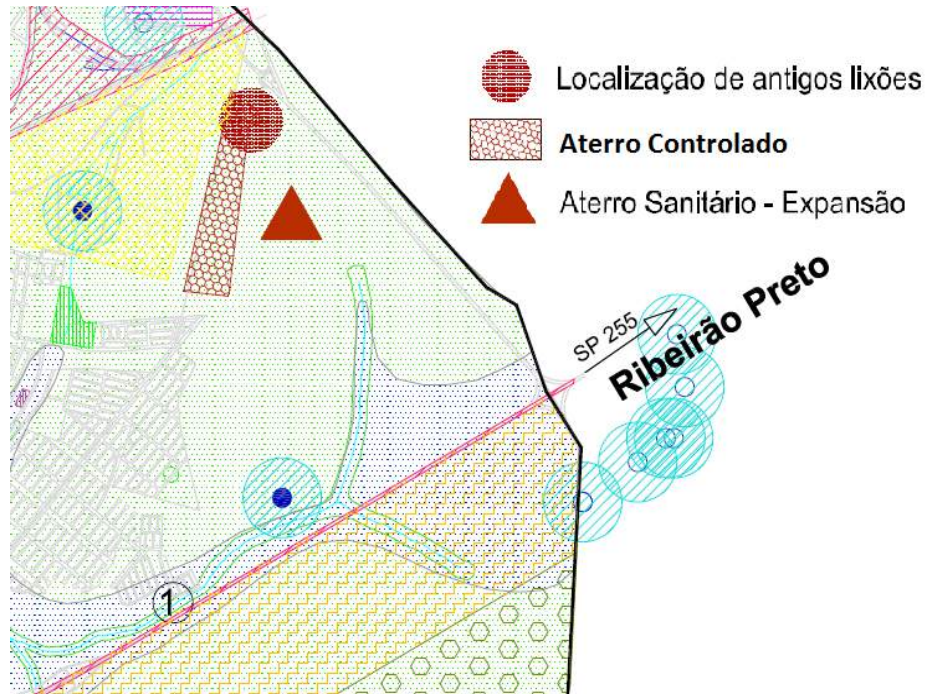 Localização de antigos lixões
Aterro Controlado
Aterro Sanitário - Expansão
SP 255
Ribeirão Preto
1